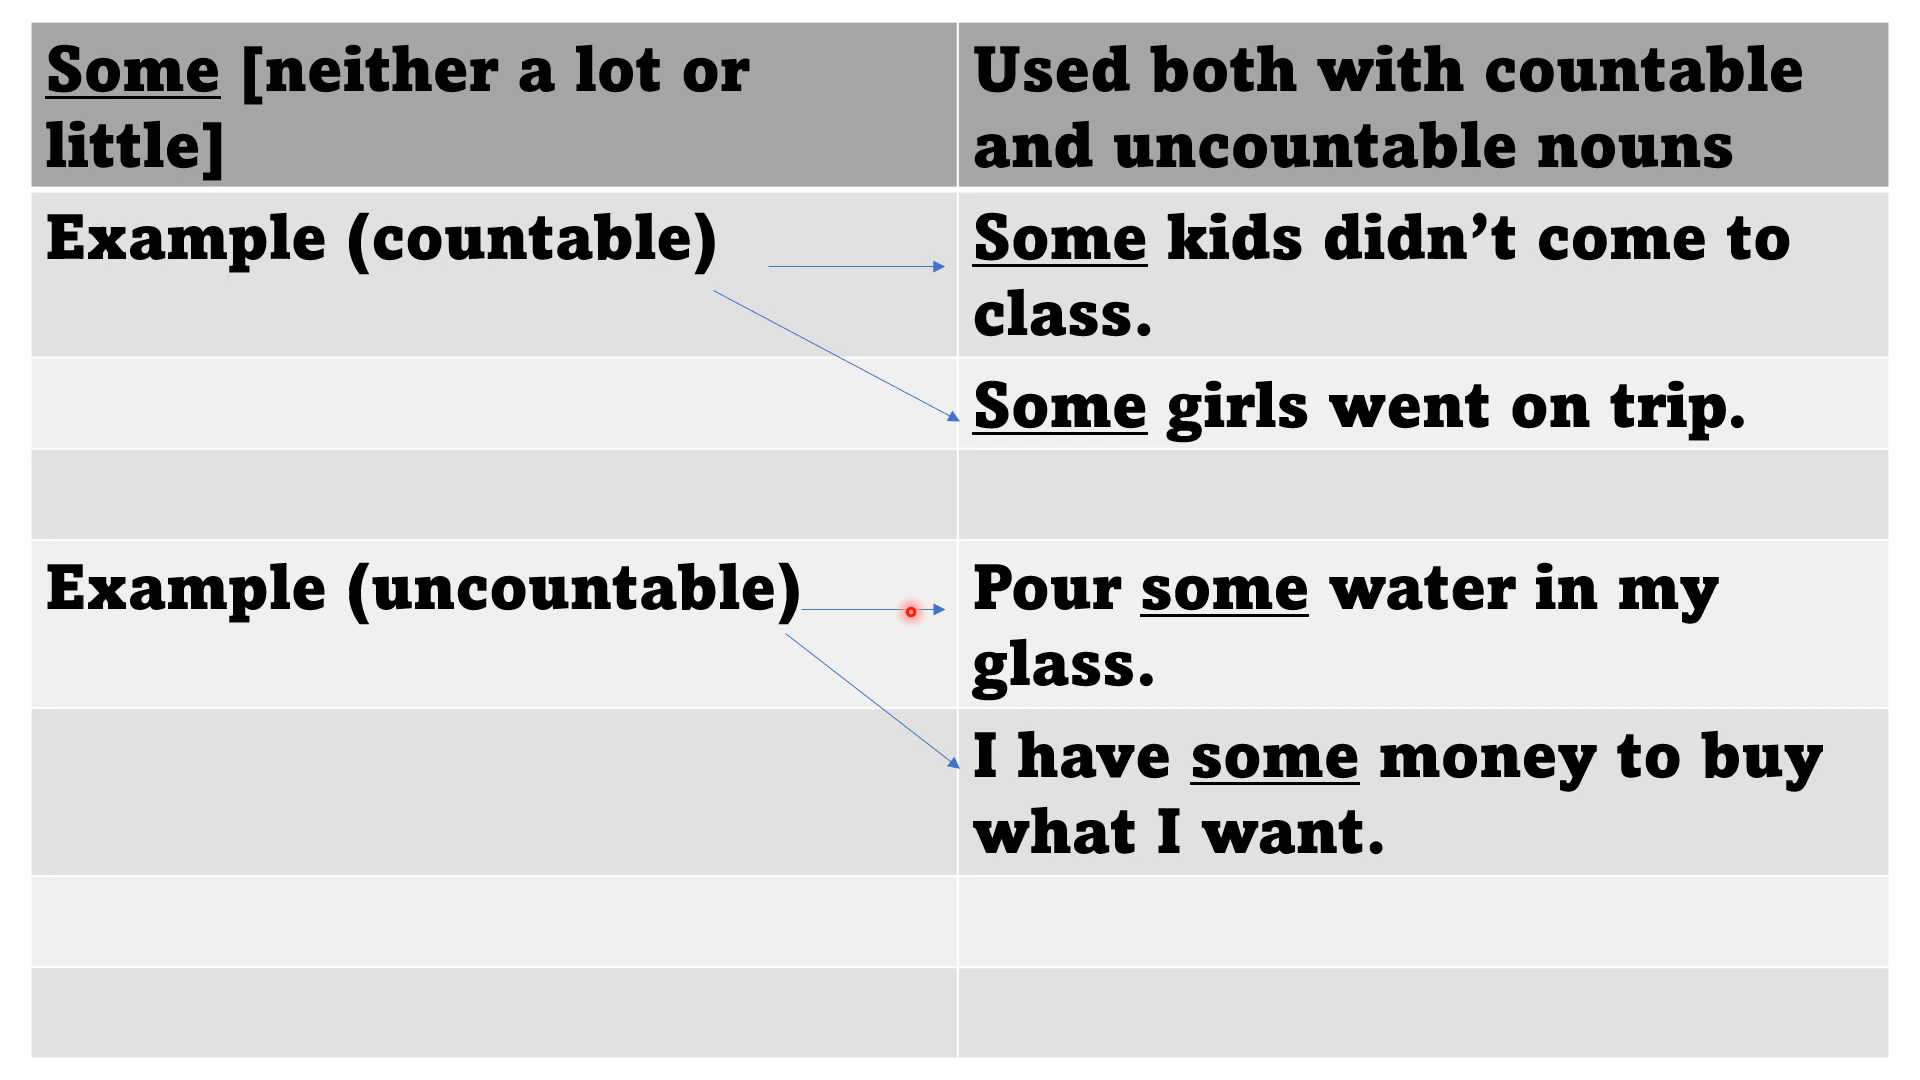 Some [neither a lot or
little]
Used both with countable
and uncountable nouns
Example (countable)
Some kids didn’t come to
class.
Some girls went on trip.
Example (uncountable)
Pour some water in my
glass.
I have some money to buy
what I want.